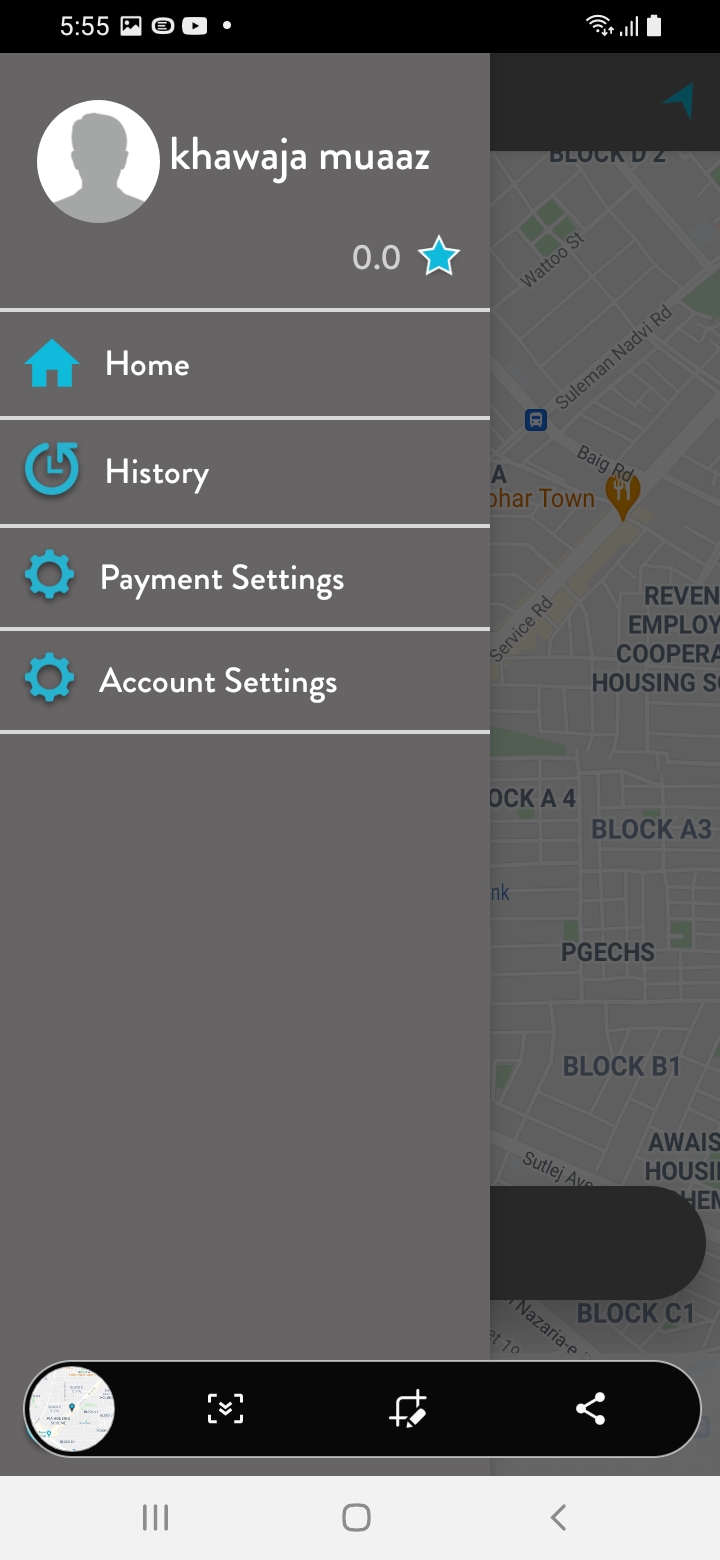 5:55
khawaja muaaz
0.0
Home
History
Payment Settings
Account Settings
BLOCK D 2
Wattoo St
Suleman Nadvi Rd
Baig Rd
A
ohar Town
Service Rd
REVEN
EMPLOY
COOPERA
HOUSING SO
OCK A 4
BLOCK A3
nk
PGECHS
BLOCK B1
AWAIS
HOUSI
HEM
Sutlej Ave
BLOCK C1
Nazaria-e